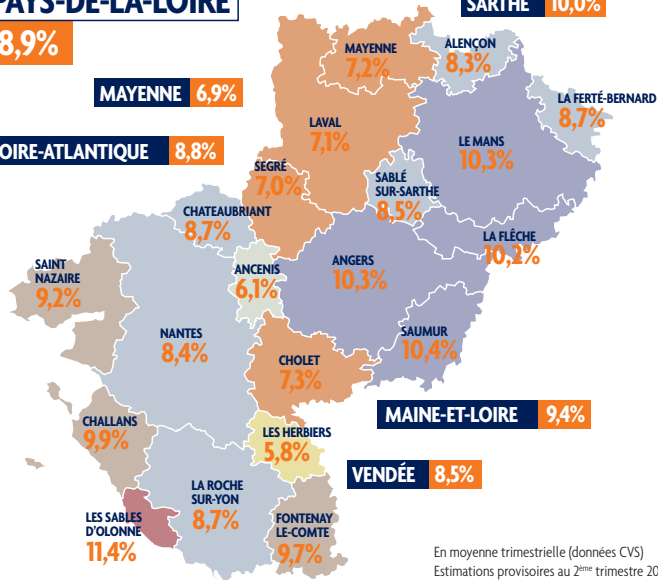 PAYS-DE-LA-LOIRE
8,9%
SARTHE 10,0%
MAYENNE
7,2%
ALENÇON
8,3%
MAYENNE 6,9%
LA FERTÉ-BERNARD
8,7%
LAVAL
7,1%
LE MANS
10,3%
OIRE-ATLANTIQUE 8,8%
SEGRÉ
7,0%
SABLÉ
SUR-SARTHE
8,5%
CHATEAUBRIANT
8,7%
LA FLÊCHE
10,2%
SAINT
NAZAIRE
9,2%
ANCENIS
6,1%
ANGERS
10,3%
NANTES
8,4%
SAUMUR
10,4%
CHOLET
7,3%
MAINE-ET-LOIRE 9,4%
CHALLANS
9,9%
LES HERBIERS
5,8%
VENDÉE 8,5%
LA ROCHE
SUR-YON
8,7%
LES SABLES
D'OLONNE
11,4%
FONTENAY
LE-COMTE
9,7%
En moyenne trimestrielle (données CVS)
Estimations provisoires au 2ème trimestre 20